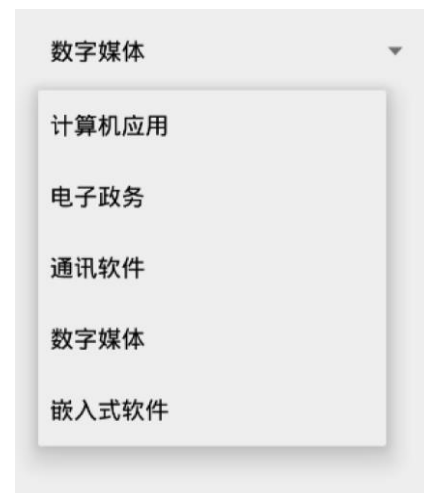 数字媒体
计算机应用
电子政务
通讯软件
数字媒体
嵌入式软件